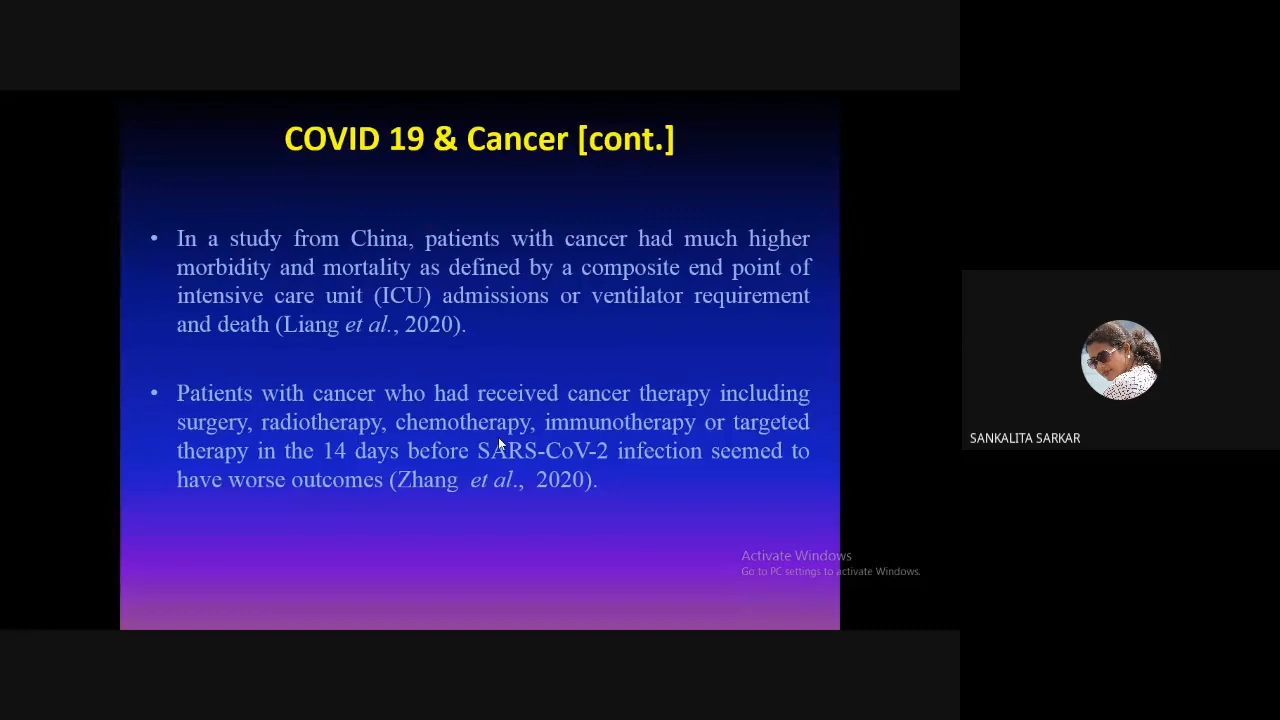 COVID 19 & Cancer [cont.]
• In a study from China, patients with cancer had much higher
morbidity and mortality as defined by a composite end point of
intensive care unit (ICU) admissions or ventilator requirement
and death (Liang et al., 2020).
• Patients with cancer who had received cancer therapy including
surgery, radiotherapy, chemotherapy, immunotherapy or targeted
therapy in the 14 days before SARS-CoV-2 infection seemed to
have worse outcomes (Zhang et al., 2020).
Activate Windows
Go to PC settings to activate Windows.
SANKALITA SARKAR